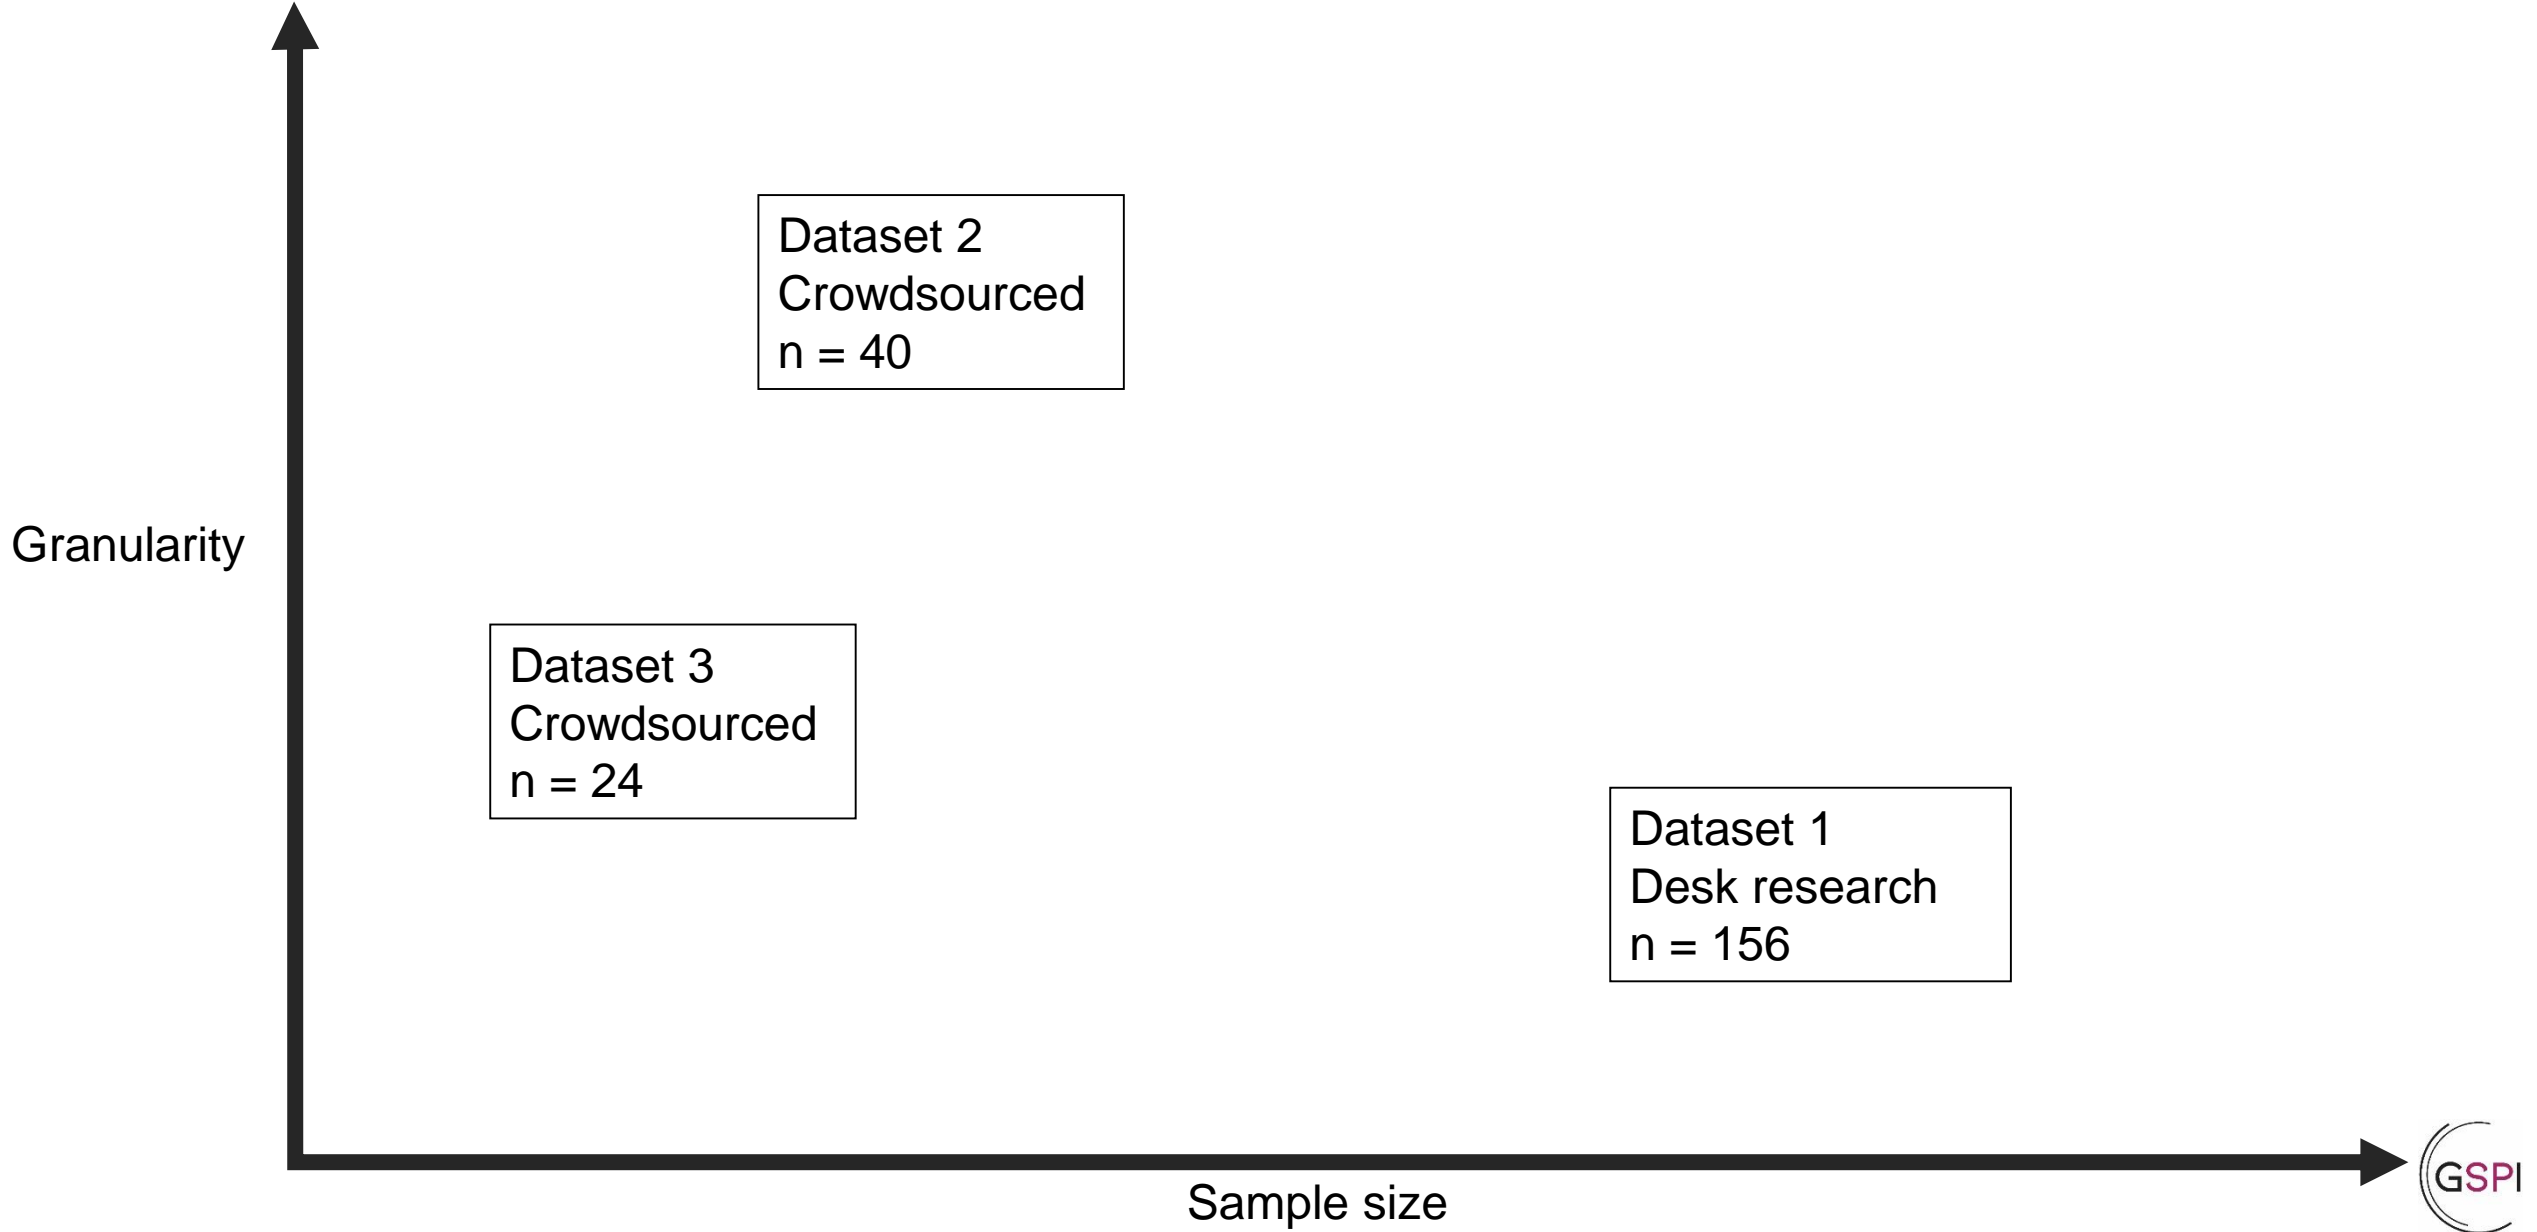 Dataset 2
Crowdsourced
n = 40
Granularity
Dataset 3
Crowdsourced
n = 24
Dataset 1
Desk research
n = 156
Sample size
GSPI